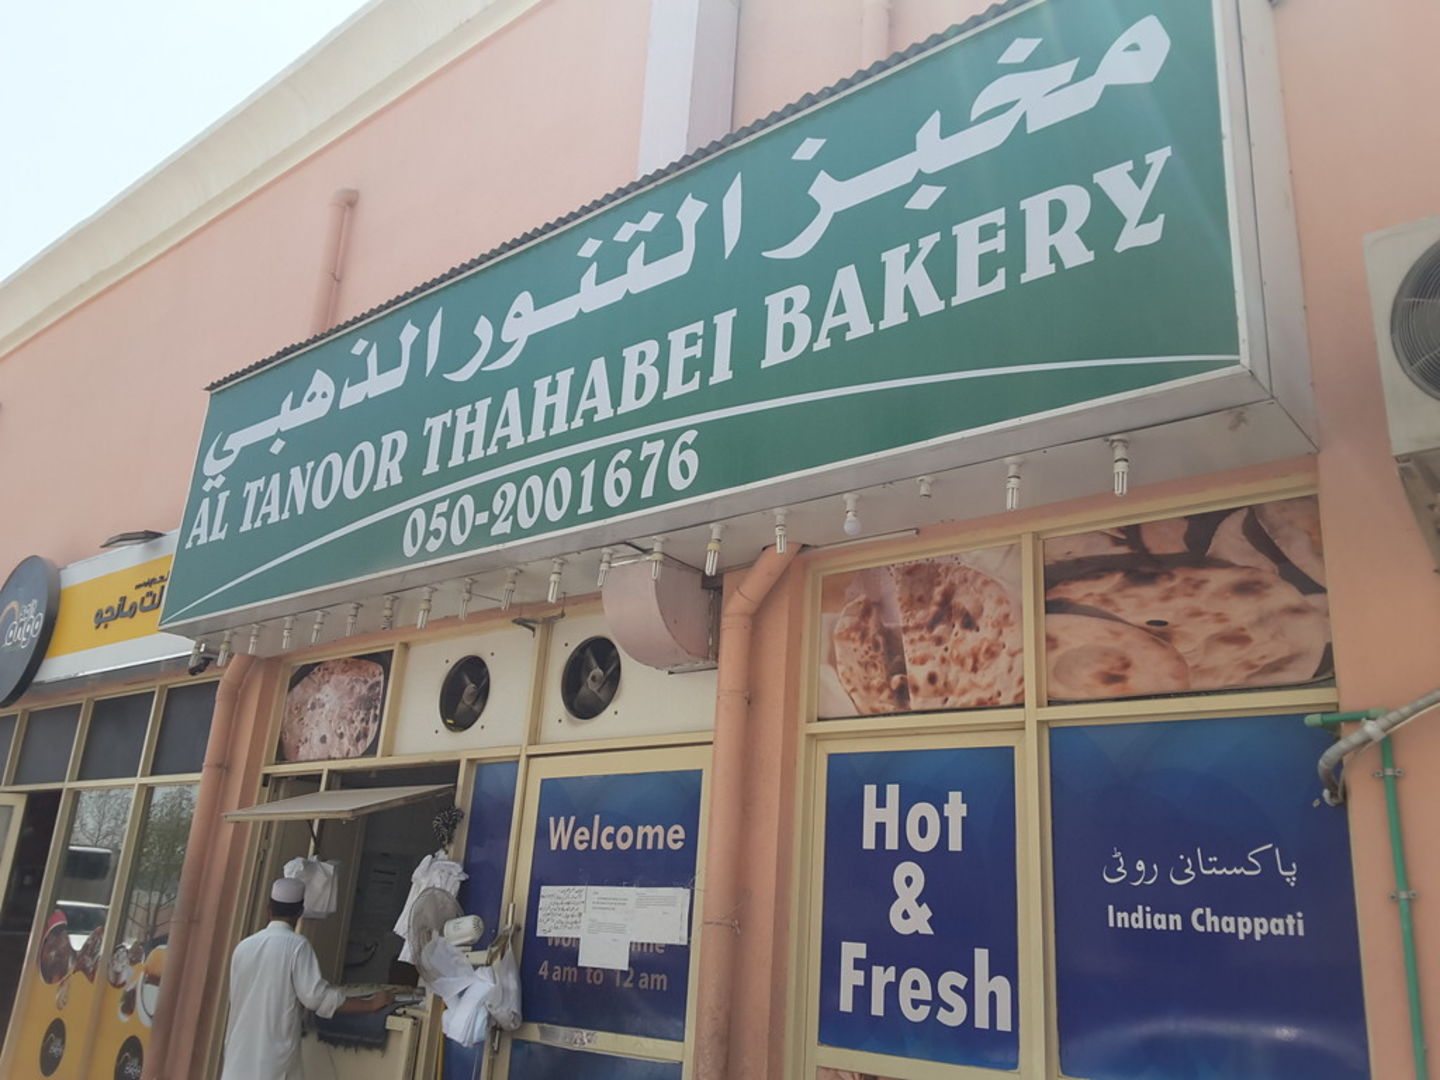 مخبز التنور الذهبي
AL TANOOR THAHABEI BAKERY
050-2001676
مانجو
Welcome
4 am to 12 am
Hot
&
Fresh
پاکستانی روٹی
Indian Chappati